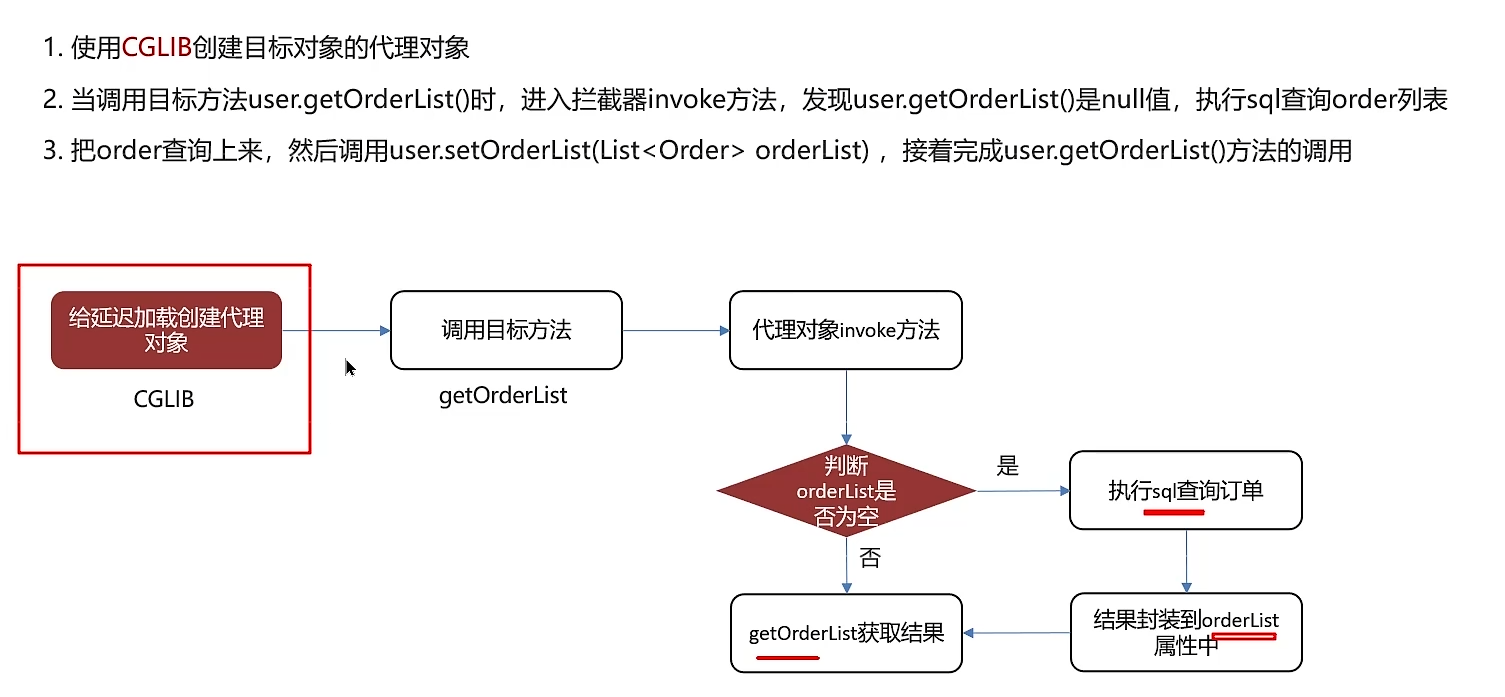 1. 使用CGLIB创建目标对象的代理对象
2. 当调用目标方法user.getOrderList()时，进入拦截器invoke方法，发现user.getOrderList()是null值，执行sql查询order列表
3. 把order查询上来，然后调用user.setOrderList(List<Order> orderList) ，接着完成user.getOrderList()方法的调用
给延迟加载创建代理
对象
CGLIB
调用目标方法
getOrderList
代理对象invoke方法
判断
orderList是
否为空
是
执行sql查询订单
否
结果封装到orderList
属性中
getOrderList获取结果